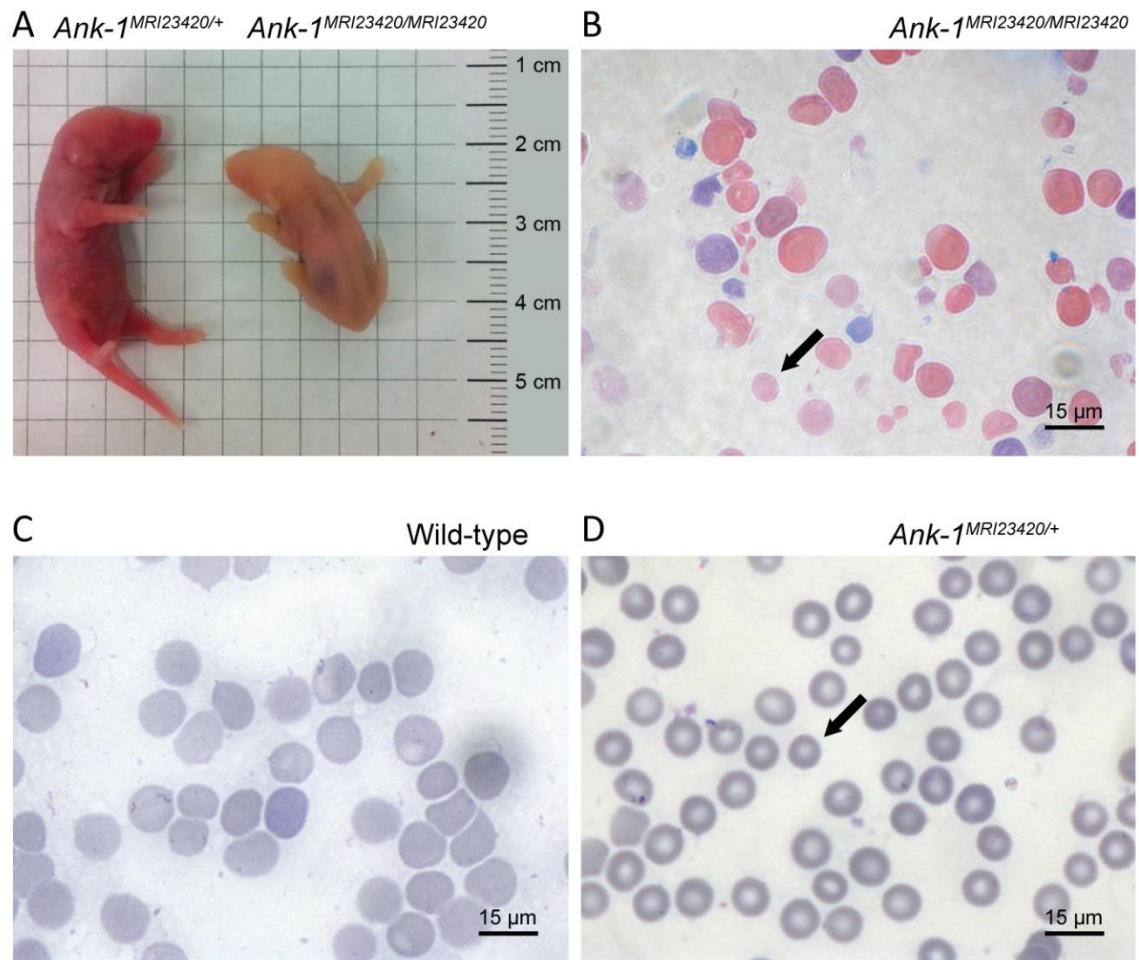 A Ank-1MRI23420/+ Ank-1MRI23420/MRI23420
1 cm
2 cm
3 cm
4 cm
5 cm
B Ank-1MRI23420/MRI23420
15 µm
C Wild-type
15 µm
D Ank-1MRI23420/+
15 µm